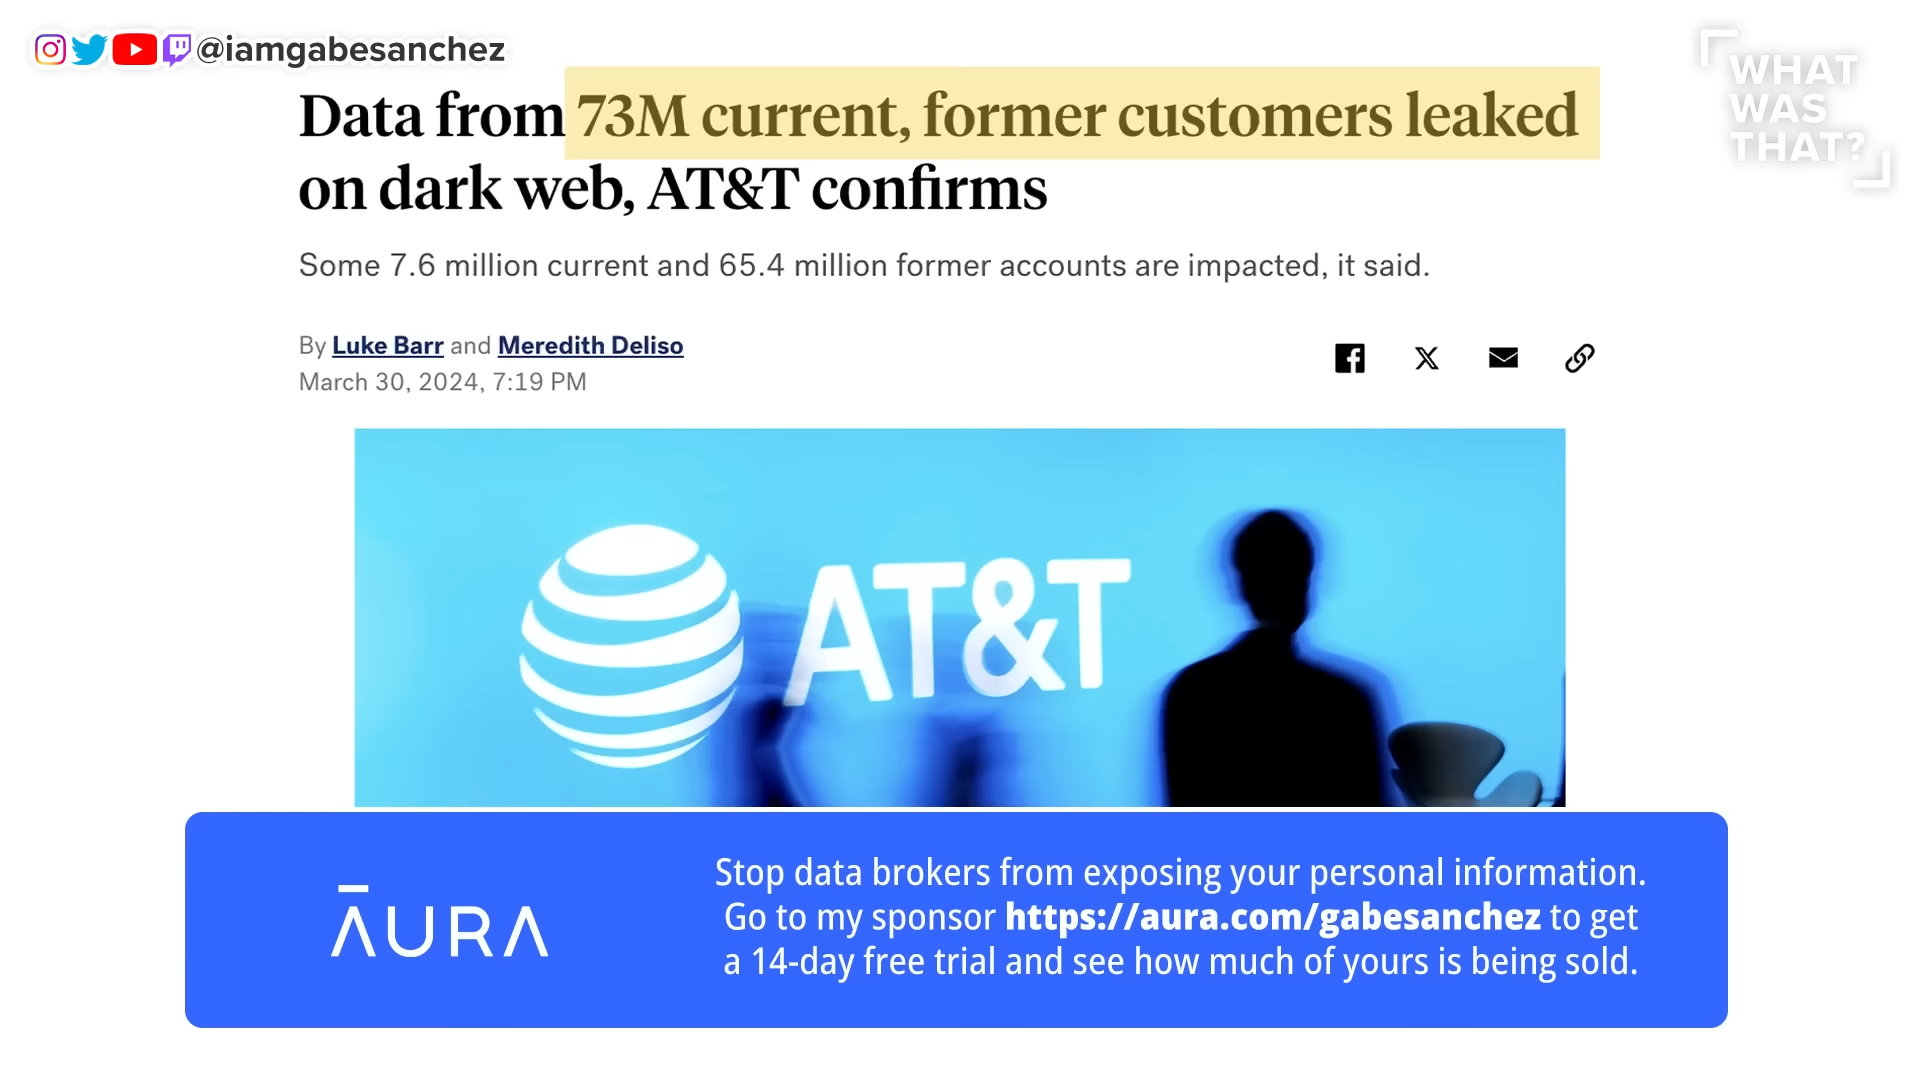 @iamgabesanchez
WHAT
WAS
THAT?
Data from 73M current, former customers leaked
on dark web, AT&T confirms
Some 7.6 million current and 65.4 million former accounts are impacted, it said.
By Luke Barr and Meredith Deliso
March 30, 2024, 7:19 PM
AT&T
AURA
Stop data brokers from exposing your personal information.
Go to my sponsor https://aura.com/gabesanchez to get
a 14-day free trial and see how much of yours is being sold.